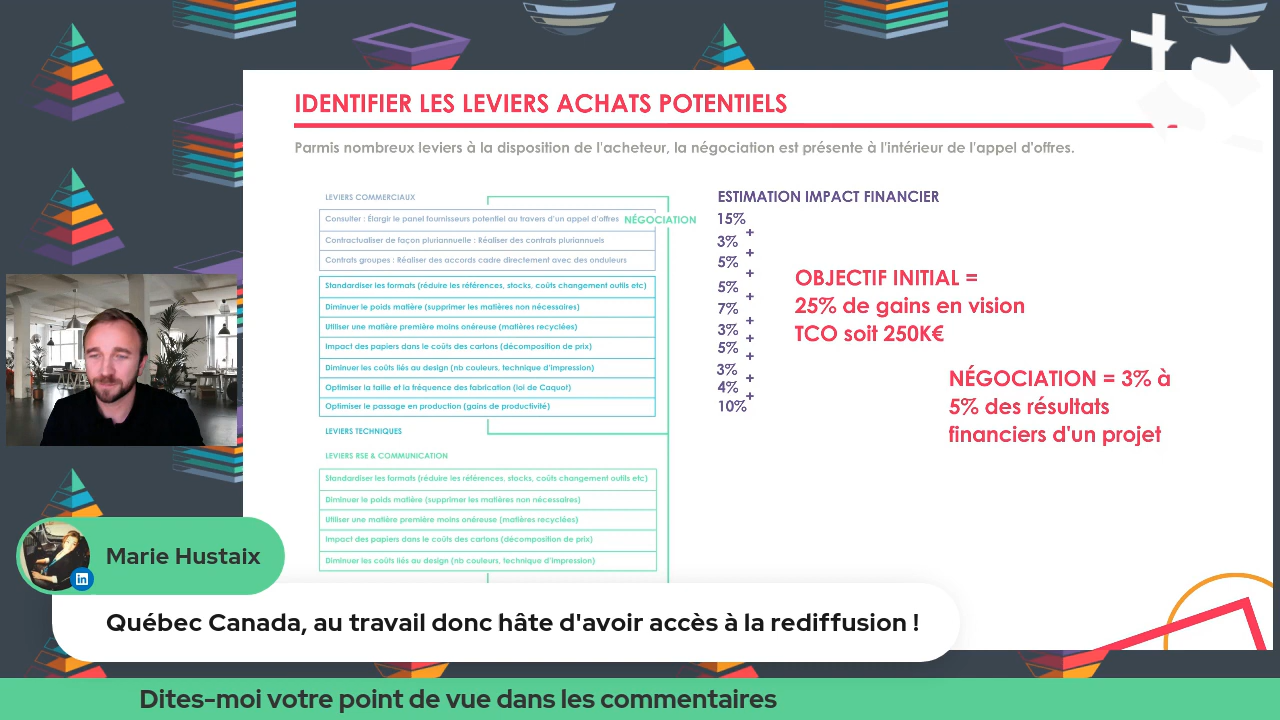 IDENTIFIER LES LEVIERS ACHATS POTENTIELS
Parmis nombreux leviers à la disposition de l'acheteur, la négociation est présente à l'intérieur de l'appel d'offres.
LEVIERS COMMERCIAUX
Consulter : Élargir le panel fournisseurs potentiel au travers d'un appel d'offres
Contractualiser de façon pluriannuelle : Réaliser des contrats pluriannuels
Contrats groupes : Réaliser des accords cadre directement avec des onduleurs
NÉGOCIATION
Standardiser les formats (réduire les références, stocks, coûts changement outils etc)
Diminuer le poids matière (supprimer les matières non nécessaires)
Utiliser une matière première moins onéreuse (matières recyclées)
Impact des papiers dans le coûts des cartons (décomposition de prix)
Diminuer les coûts liés au design (nb couleurs, technique d'impression)
Optimiser la taille et la fréquence des fabrication (loi de Caquot)
Optimiser le passage en production (gains de productivité)
LEVIERS TECHNIQUES
LEVIERS RSE & COMMUNICATION
Standardiser les formats (réduire les références, stocks, coûts changement outils etc)
Diminuer le poids matière (supprimer les matières non nécessaires)
Utiliser une matière première moins onéreuse (matières recyclées)
Impact des papiers dans le coûts des cartons (décomposition de prix)
Diminuer les coûts liés au design (nb couleurs, technique d'impression)
ESTIMATION IMPACT FINANCIER
15%
+
3%
+
5%
+
5%
+
7%
+
3%
+
5%
+
3%
+
4%
+
10%
OBJECTIF INITIAL =
25% de gains en vision
TCO soit 250K€
NÉGOCIATION = 3% à
5% des résultats
financiers d'un projet
Marie Hustaix
in
Québec Canada, au travail donc hâte d'avoir accès à la rediffusion !
Dites-moi votre point de vue dans les commentaires